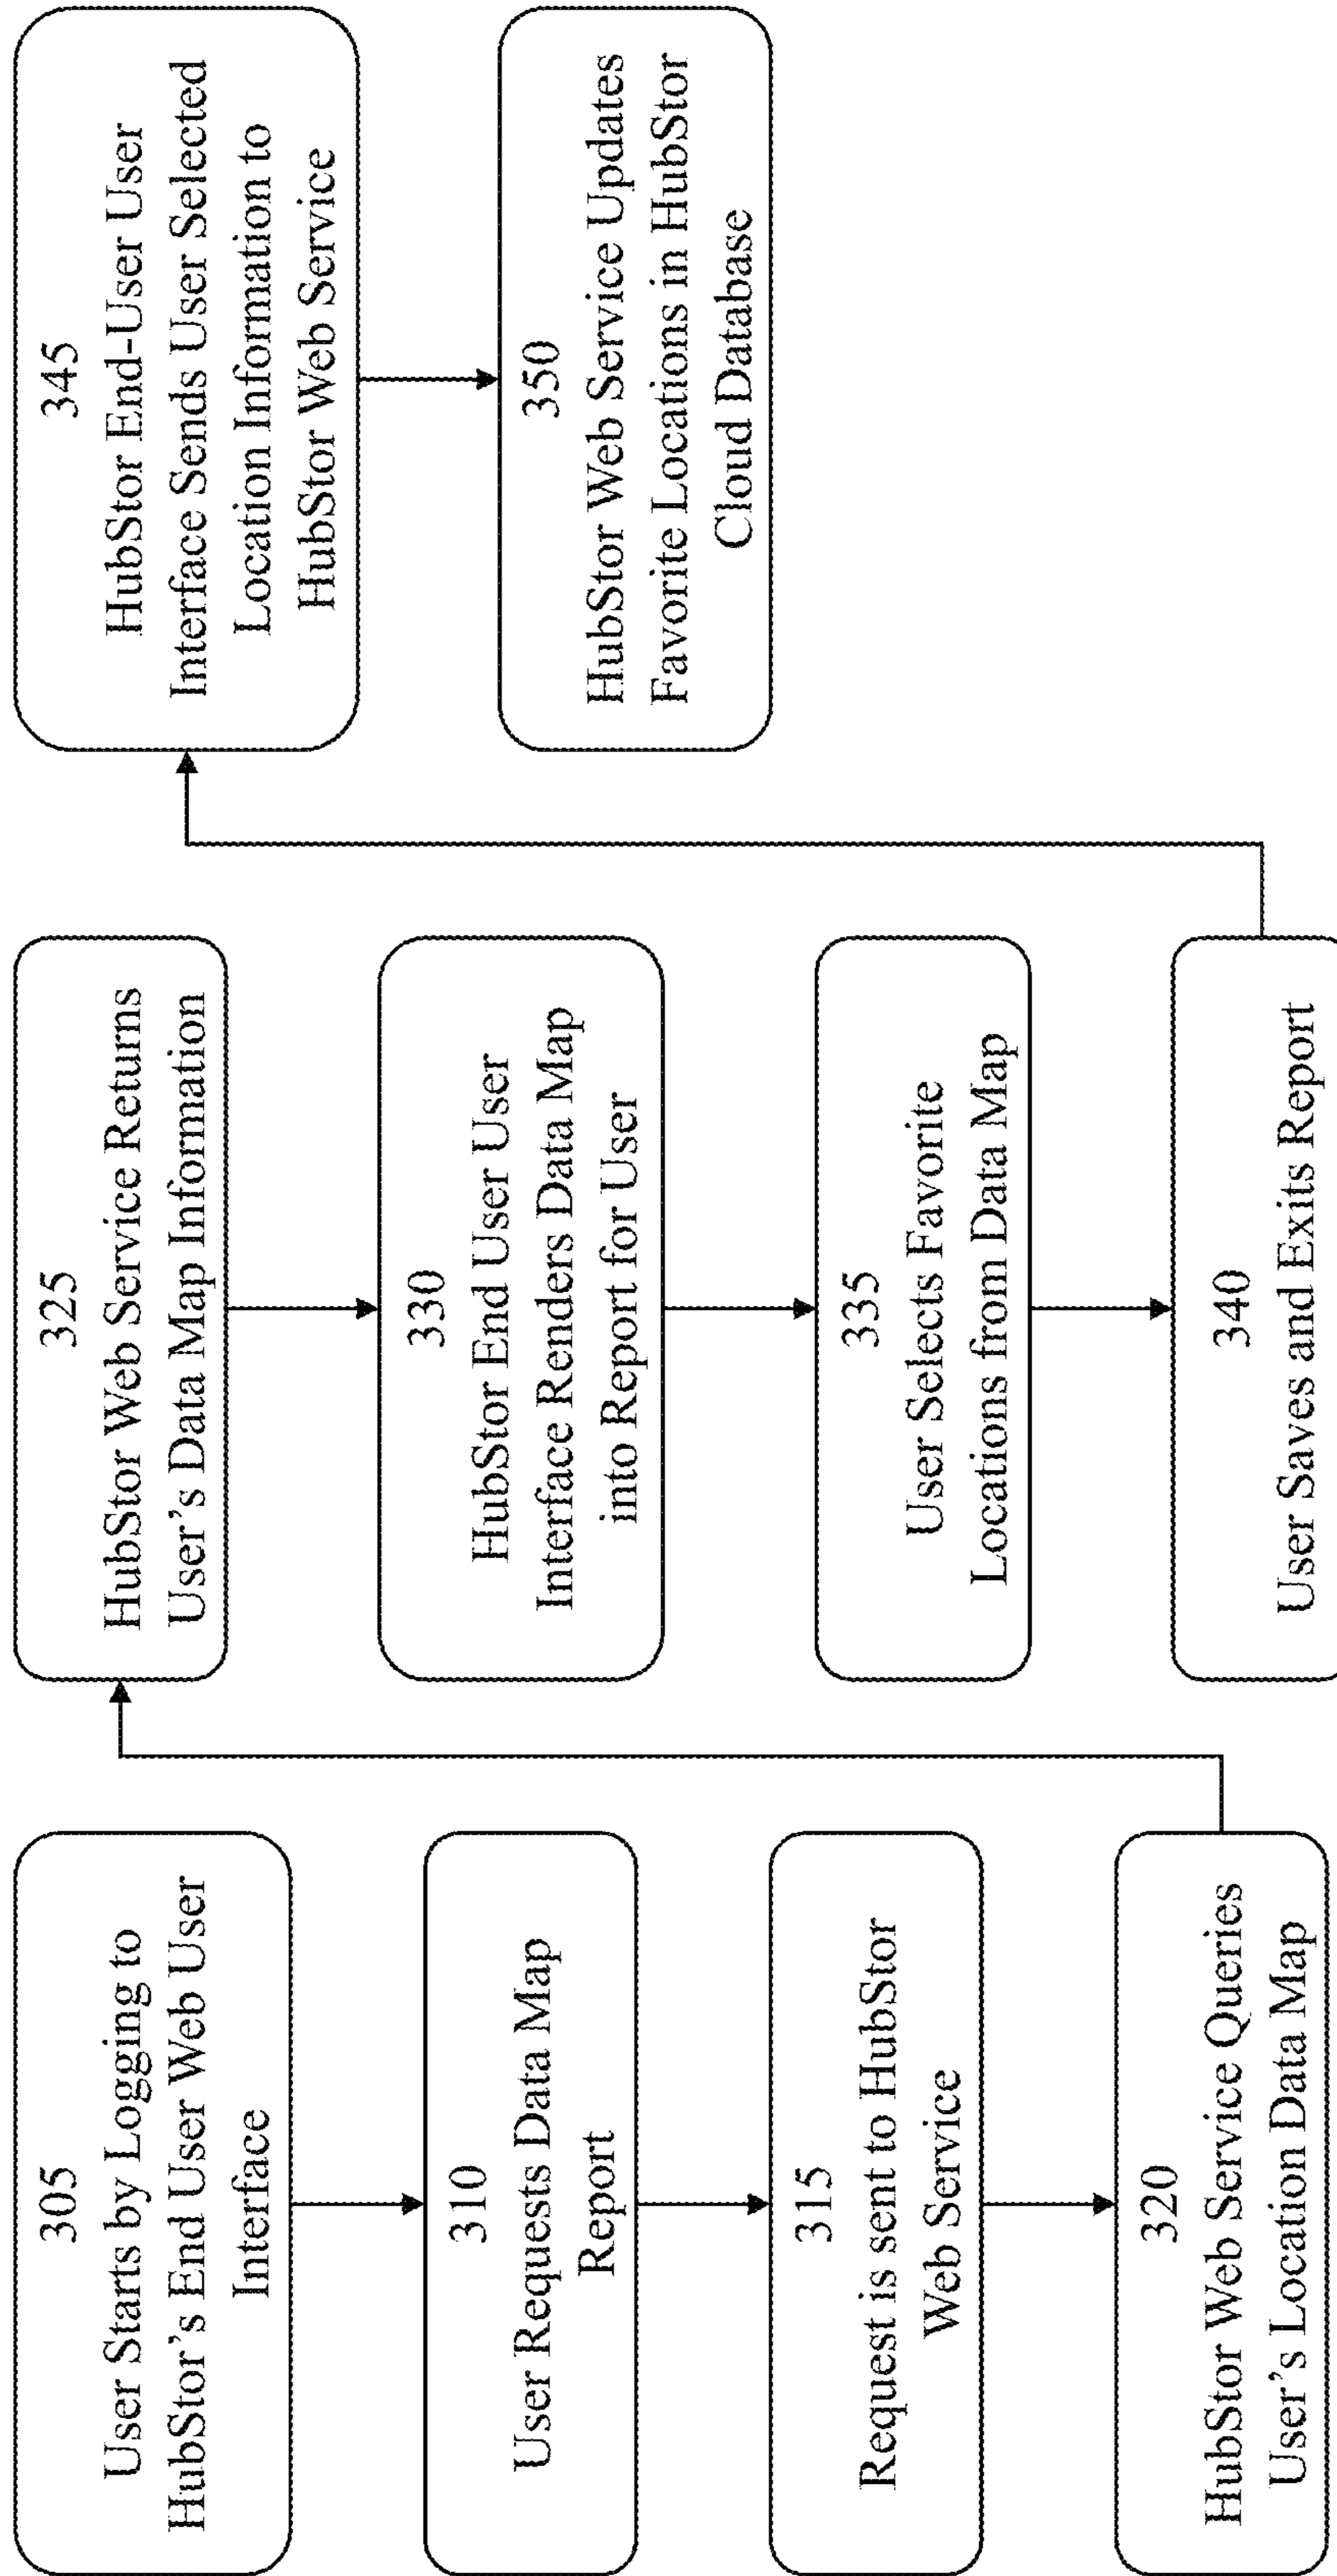 305
User Starts by Logging to
HubStor's End User Web User
Interface
310
User Requests Data Map
Report
315
Request is sent to HubStor
Web Service
320
HubStor Web Service Queries
User's Location Data Map
325
HubStor Web Service Returns
User's Data Map Information
330
HubStor End User User
Interface Renders Data Map
into Report for User
335
User Selects Favorite
Locations from Data Map
340
User Saves and Exits Report
345
HubStor End-User User
Interface Sends User Selected
Location Information to
HubStor Web Service
350
HubStor Web Service Updates
Favorite Locations in HubStor
Cloud Database